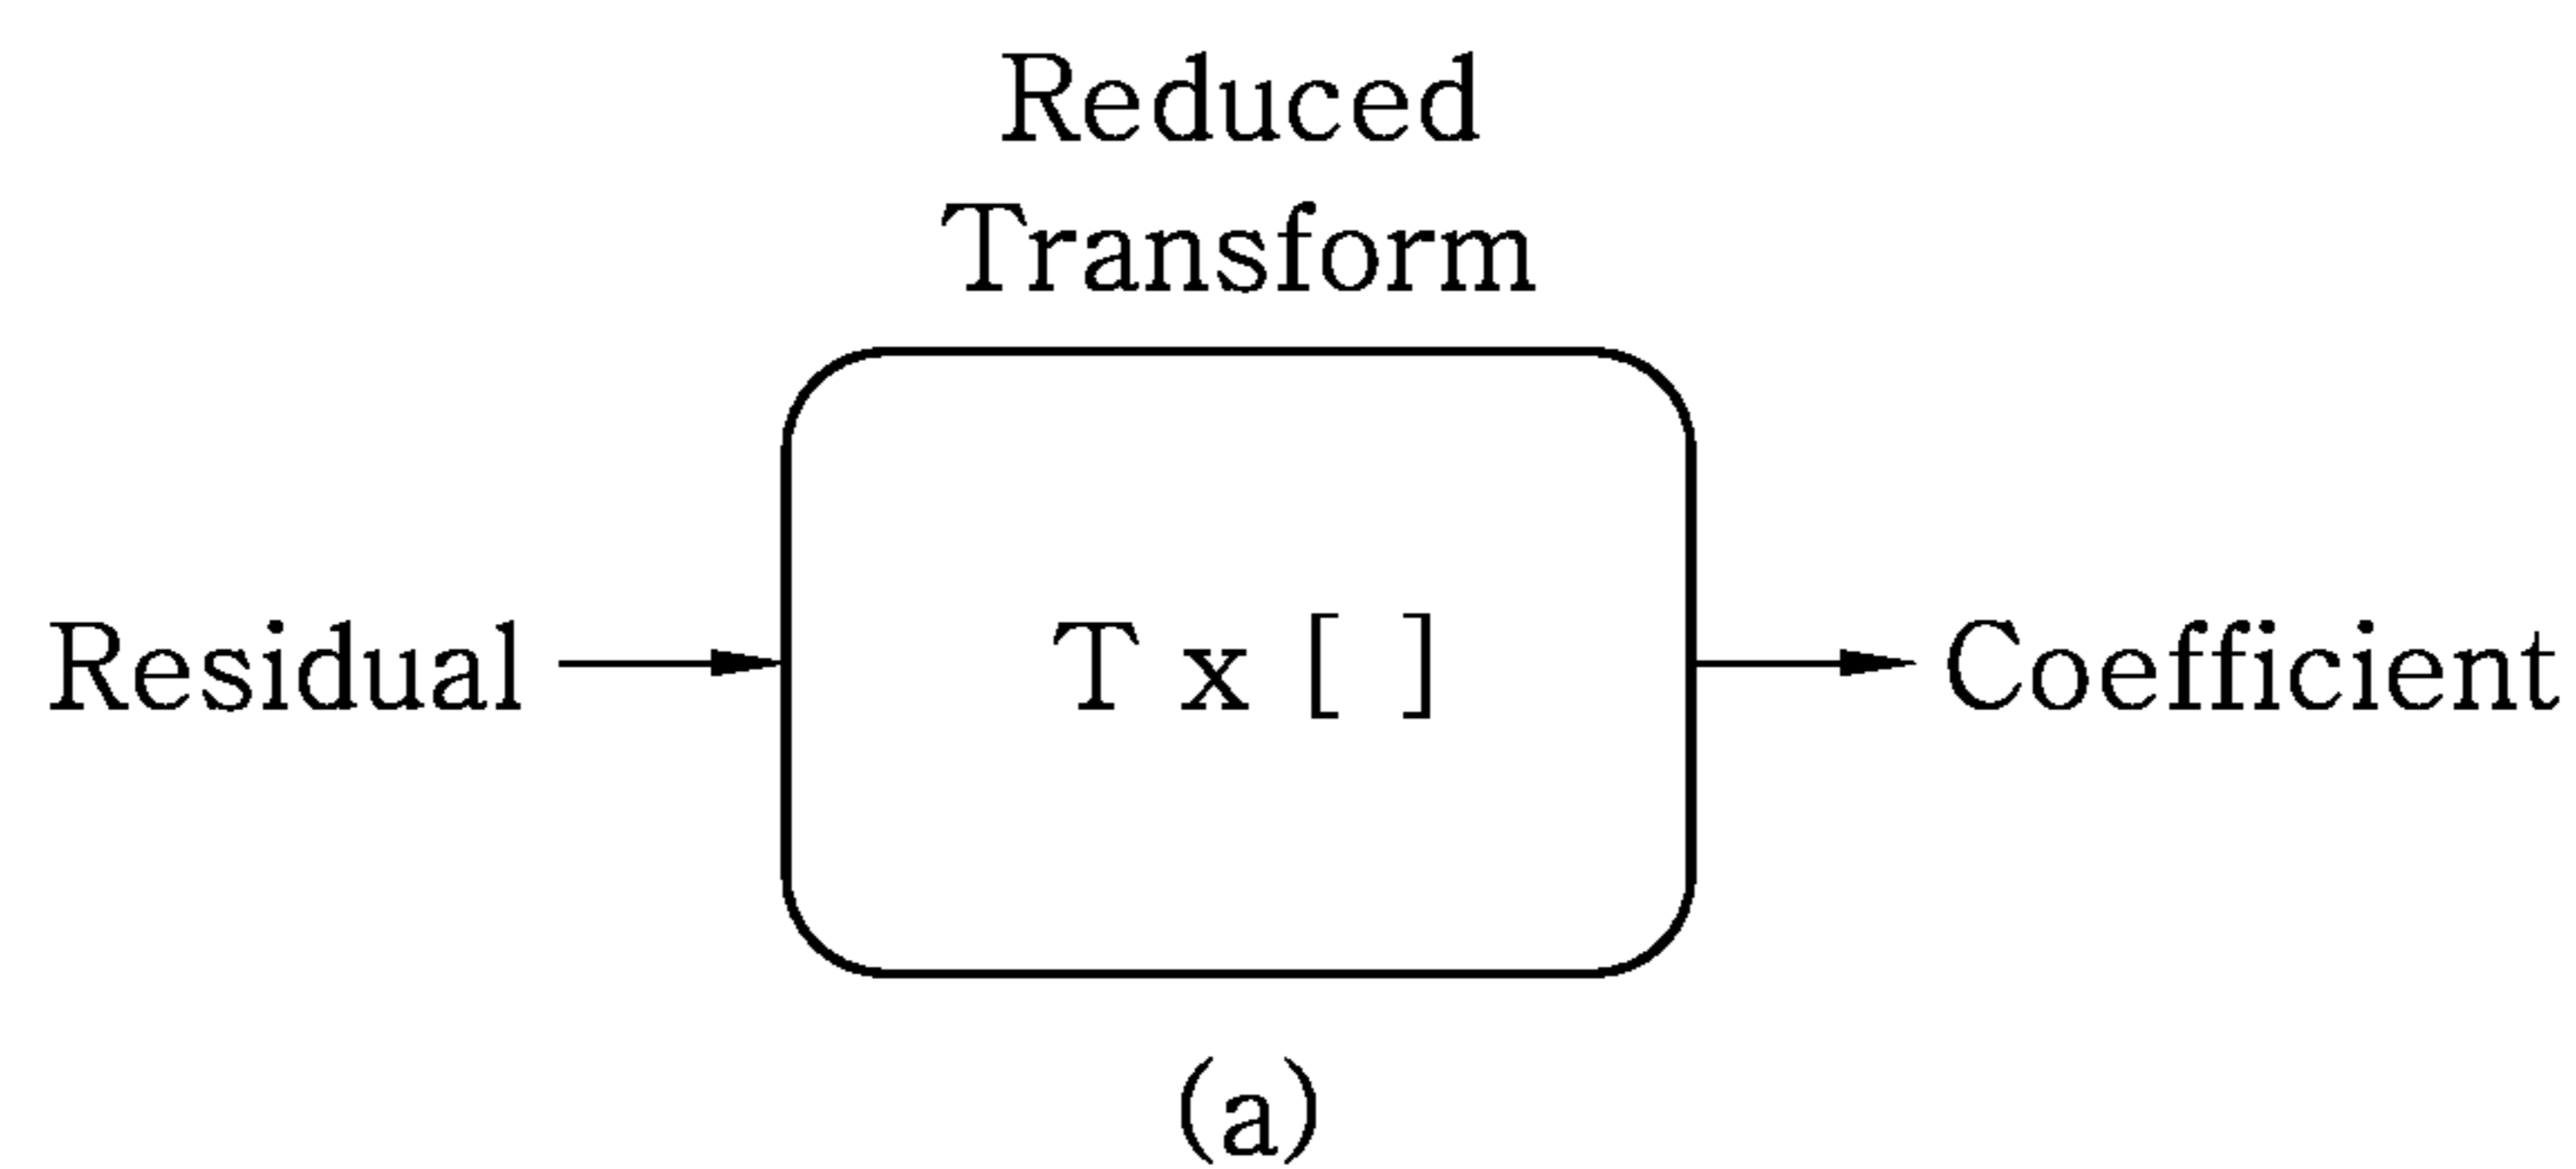 Reduced
Transform
Residual
T x [ ]
Coefficient
(a)